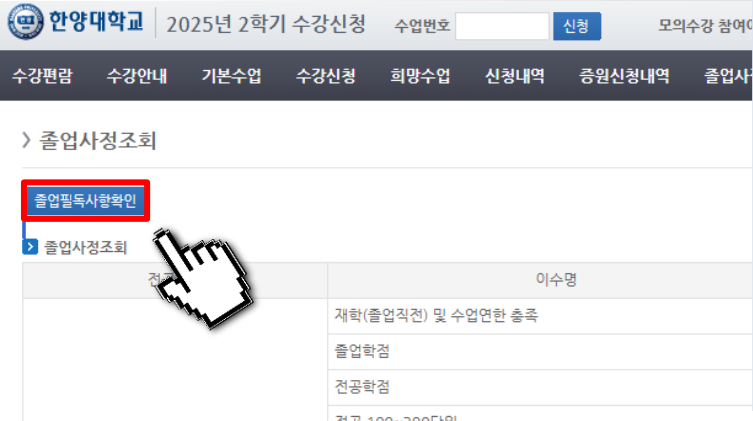 한양대학교 2025년 2학기 수강신청 수업번호 신청 모의수강 참여
수강편람 수강안내 기본수업 수강신청 희망수업 신청내역 증원신청내역 졸업사
졸업사정조회
졸업필독사항확인
졸업사정조회
이수명
재학(졸업직전) 및 수업연한 충족
졸업학점
전공학점